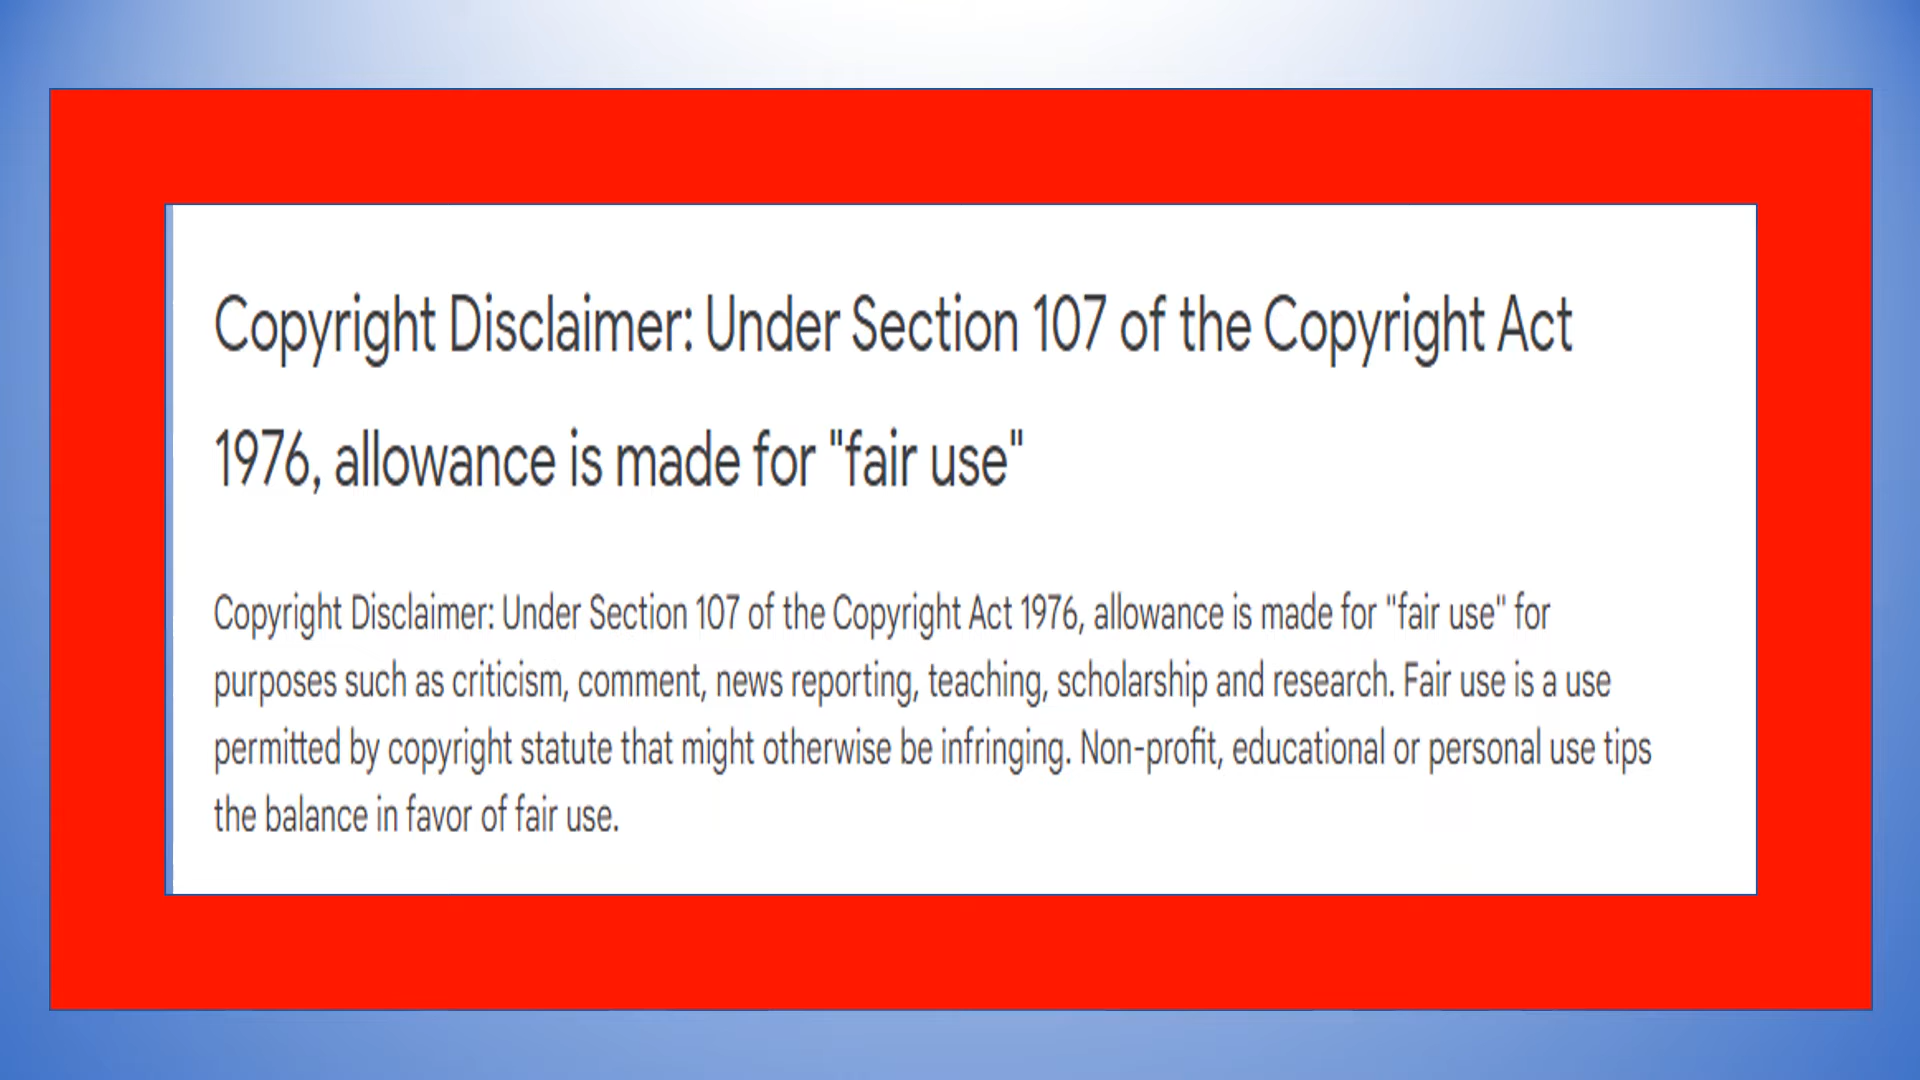 Copyright Disclaimer: Under Section 107 of the Copyright Act
1976, allowance is made for "fair use"
Copyright Disclaimer: Under Section 107 of the Copyright Act 1976, allowance is made for "fair use" for
purposes such as criticism, comment, news reporting, teaching, scholarship and research. Fair use is a use
permitted by copyright statute that might otherwise be infringing. Non-profit, educational or personal use tips
the balance in favor of fair use.